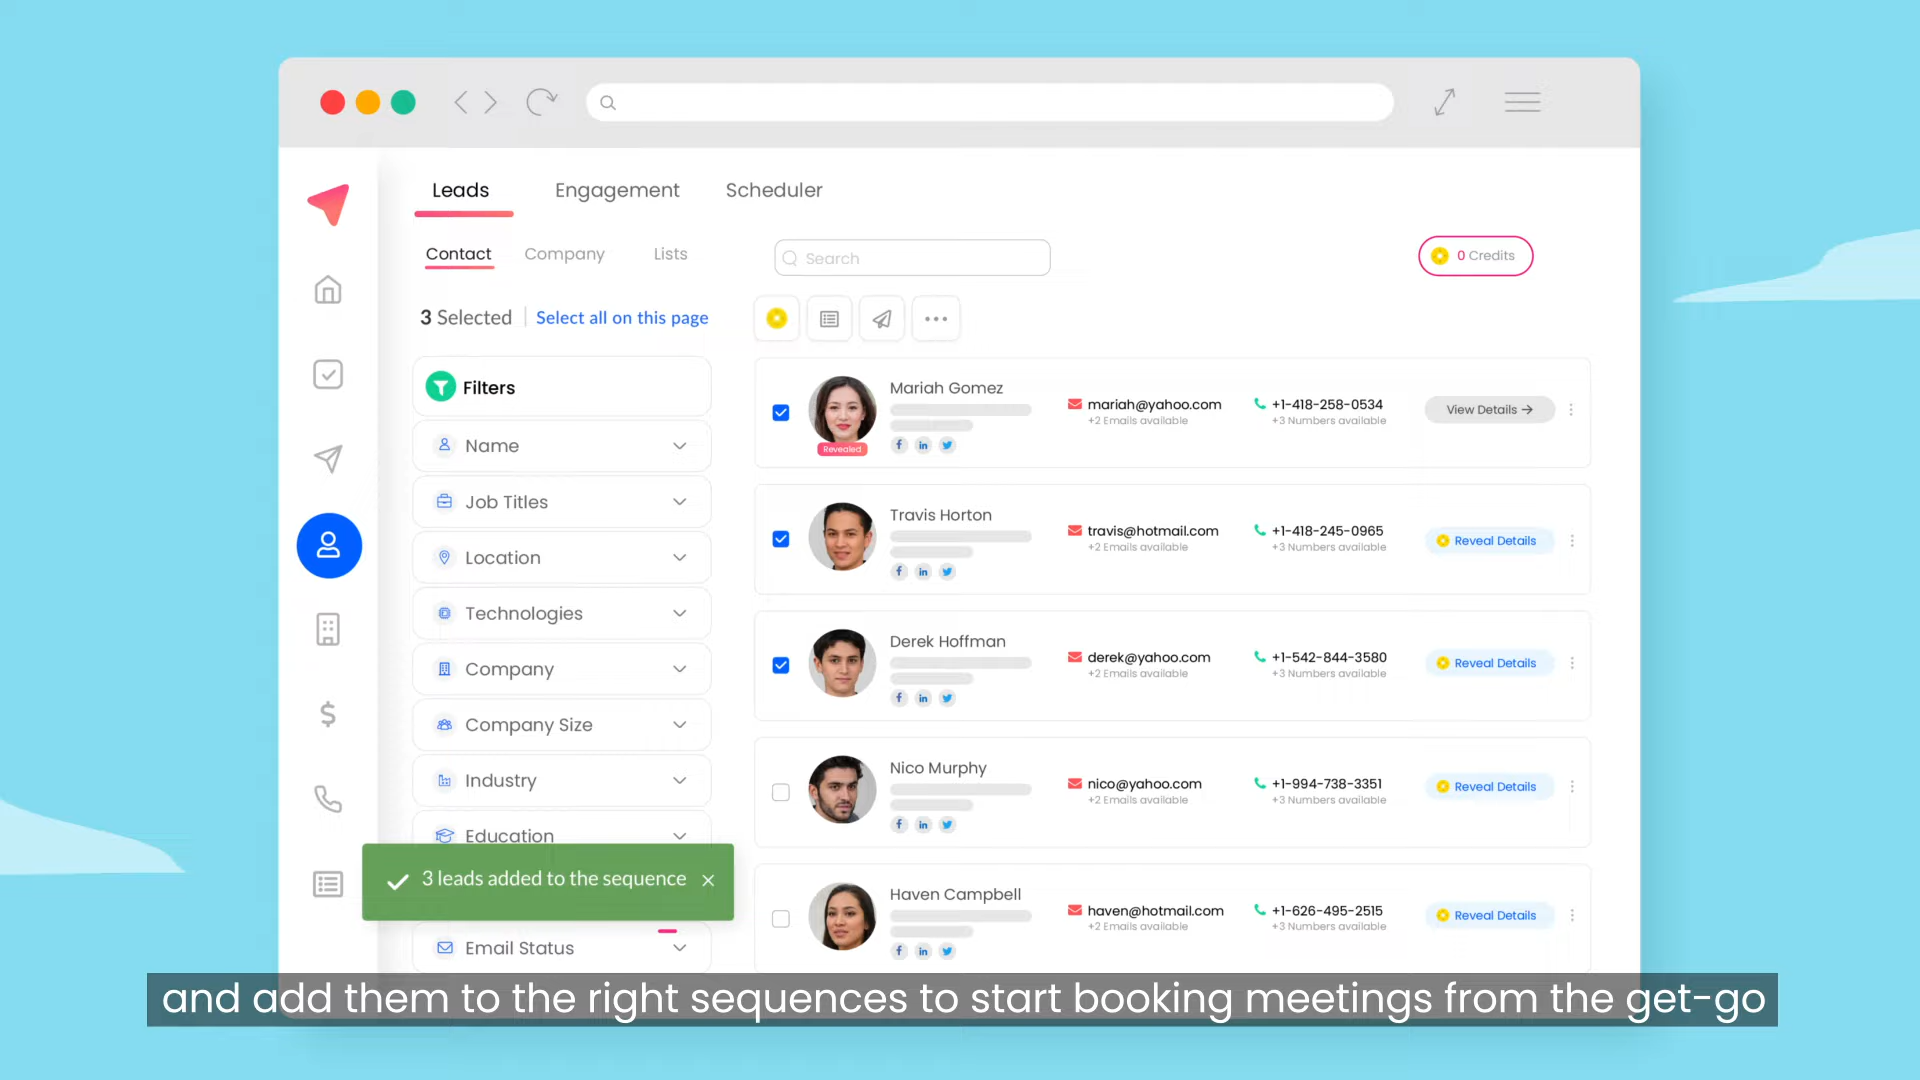 Leads Engagement Scheduler
Contact Company Lists
Search
0 Credits
3 Selected Select all on this page
Filters
Name
Job Titles
Location
Technologies
Company
Company Size
Industry
Education
Email Status
Mariah Gomez
Revealed
mariah@yahoo.com
+2 Emails available
+1-418-258-0534
+3 Numbers available
View Details →
Travis Horton
travis@hotmail.com
+2 Emails available
+1-418-245-0965
+3 Numbers available
Reveal Details
Derek Hoffman
derek@yahoo.com
+2 Emails available
+1-542-844-3580
+3 Numbers available
Reveal Details
Nico Murphy
nico@yahoo.com
+2 Emails available
+1-994-738-3351
+3 Numbers available
Reveal Details
Haven Campbell
haven@hotmail.com
+2 Emails available
+1-626-495-2515
+3 Numbers available
Reveal Details
3 leads added to the sequence
and add them to the right sequences to start booking meetings from the get-go